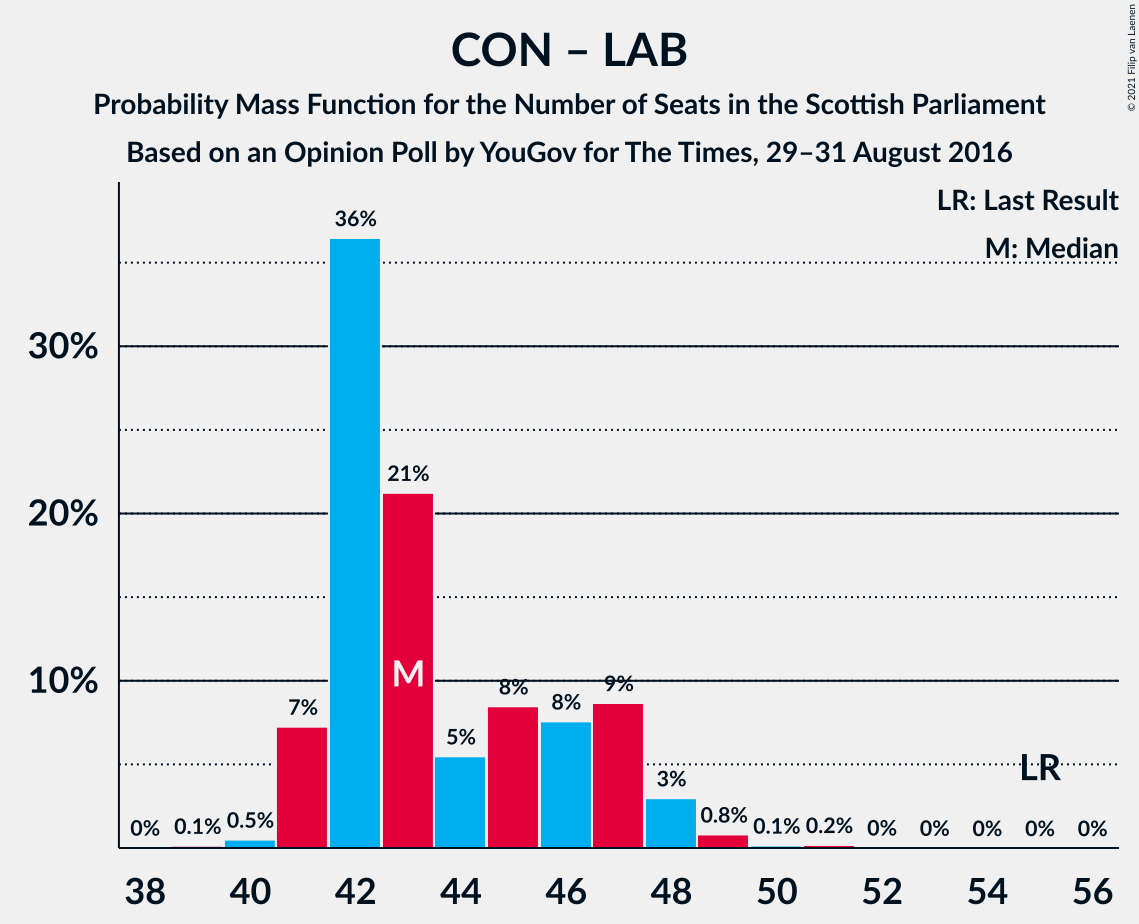 CON – LAB
Probability Mass Function for the Number of Seats in the Scottish Parliament
Based on an Opinion Poll by YouGov for The Times, 29–31 August 2016
© 2021 Filip van Laenen
LR: Last Result
M: Median
30%
20%
10%
0%
0.1%
0.5%
7%
36%
21%
5%
8%
8%
9%
3%
0.8%
0.1%
0.2%
0%
0%
0%
0%
0%
M
LR
38 40 42 44 46 48 50 52 54 56